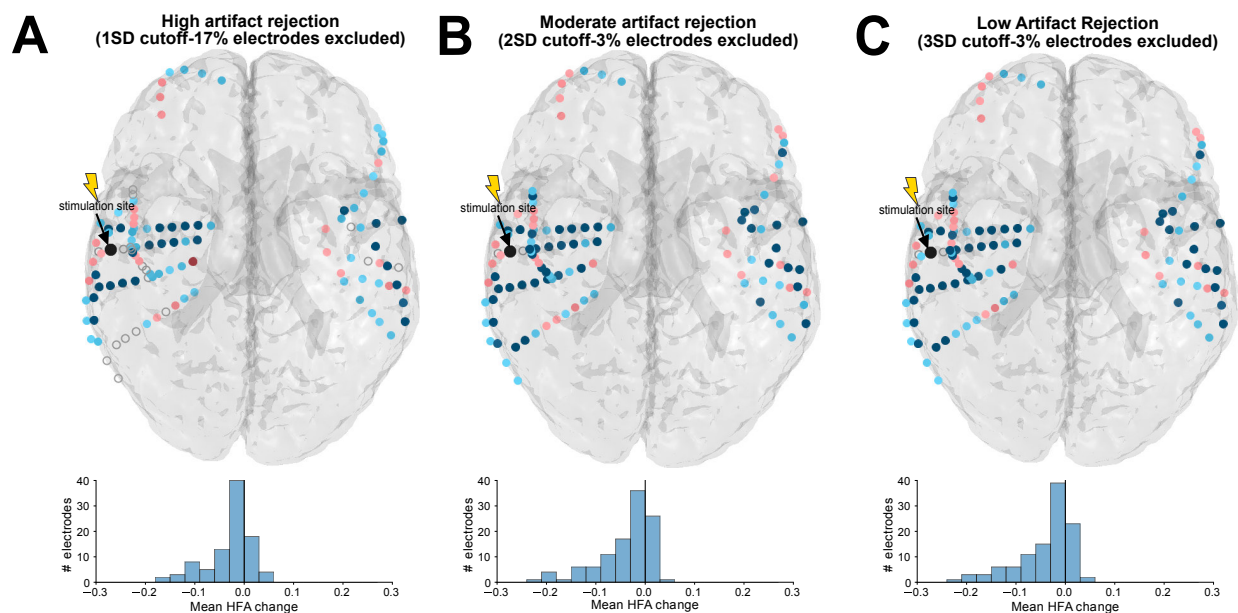 A
High artifact rejection
(1SD cutoff-17% electrodes excluded)
stimulation site
# electrodes
40
30
20
10
0
−0.3
−0.2
−0.1
0.0
0.1
0.2
0.3
Mean HFA change
B
Moderate artifact rejection
(2SD cutoff-3% electrodes excluded)
stimulation site
# electrodes
40
30
20
10
0
−0.3
−0.2
−0.1
0.0
0.1
0.2
0.3
Mean HFA change
C
Low Artifact Rejection
(3SD cutoff-3% electrodes excluded)
stimulation site
# electrodes
40
30
20
10
0
−0.3
−0.2
−0.1
0.0
0.1
0.2
0.3
Mean HFA change